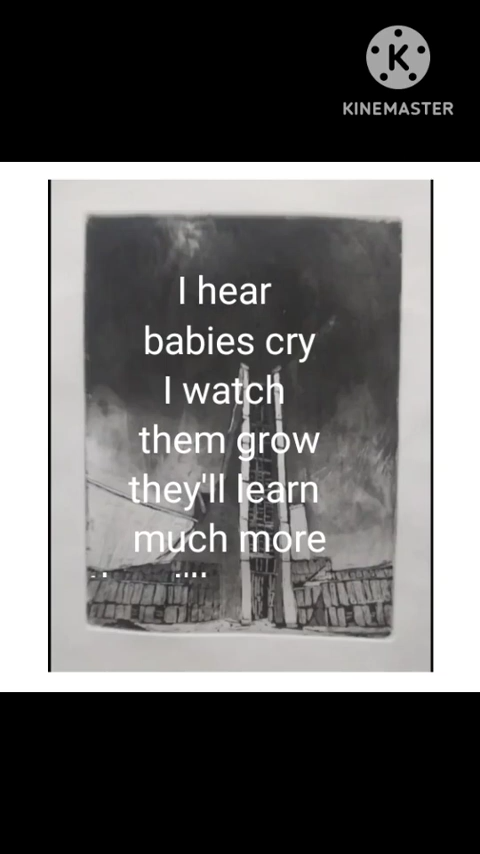 KINEMASTER
I hear
babies cry
I watch
them grow
they'll learn
much more